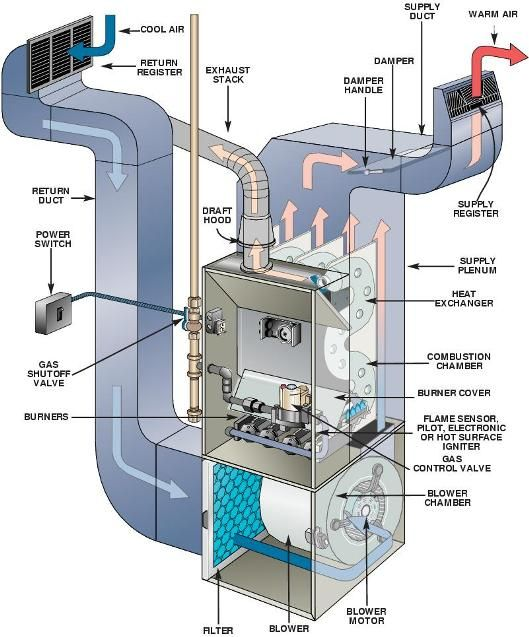 SUPPLY
DUCT
WARM AIR
COOL AIR
RETURN
REGISTER
EXHAUST
STACK
DAMPER
DAMPER
HANDLE
RETURN
DUCT
DRAFT
HOOD
SUPPLY
REGISTER
POWER
SWITCH
SUPPLY
PLENUM
HEAT
EXCHANGER
GAS
SHUTOFF
VALVE
COMBUSTION
CHAMBER
BURNER COVER
BURNERS
FLAME SENSOR,
PILOT, ELECTRONIC
OR HOT SURFACE
IGNITER
GAS
CONTROL VALVE
BLOWER
CHAMBER
FILTER
BLOWER
BLOWER
MOTOR